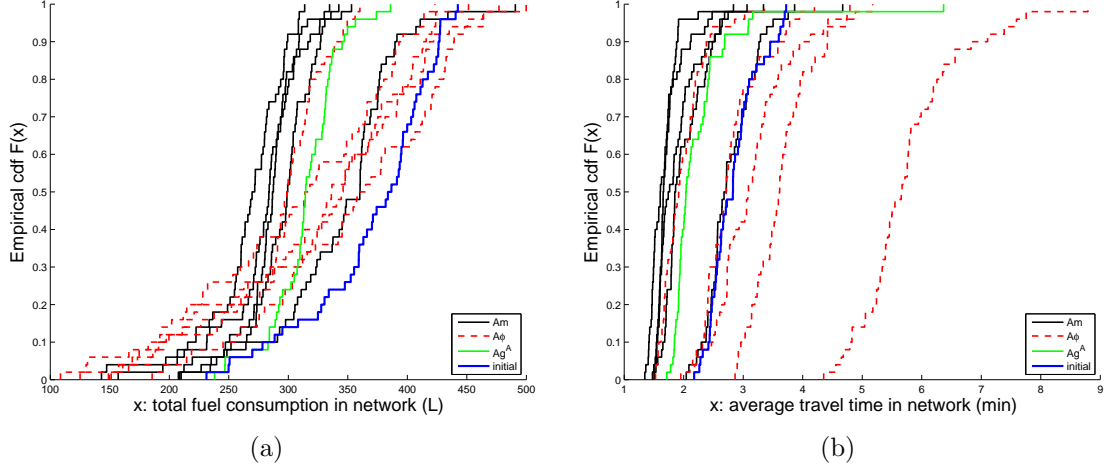 1
0.9
0.8
0.7
0.6
0.5
0.4
0.3
0.2
0.1
0
Empirical cdf F(x)
100 150 200 250 300 350 400 450 500
x: total fuel consumption in network (L)
Am
Aϕ
Ag^A
initial
(a)
1
0.9
0.8
0.7
0.6
0.5
0.4
0.3
0.2
0.1
0
Empirical cdf F(x)
1 2 3 4 5 6 7 8 9
x: average travel time in network (min)
Am
Aϕ
Ag^A
initial
(b)